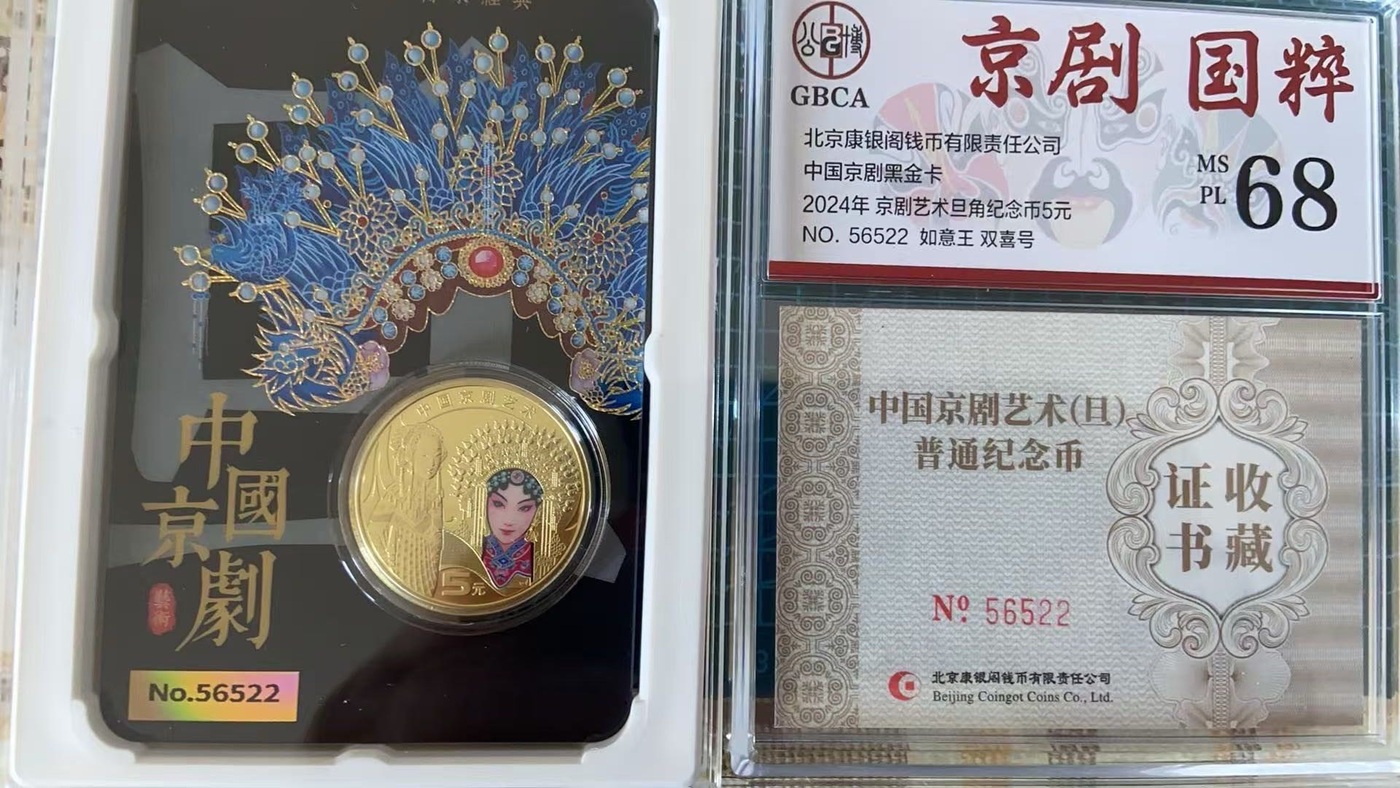 中國
京劇
藝術
No.56522
中国京剧艺术
5元
公博
GBCA
京剧 国粹
北京康银阁钱币有限责任公司
中国京剧黑金卡
2024年 京剧艺术旦角纪念币5元
NO. 56522 如意王 双喜号
MS
PL 68
中国京剧艺术(旦)
普通纪念币
收藏
证书
Nº 56522
北京康银阁钱币有限责任公司
Beijing Coingot Coins Co., Ltd.